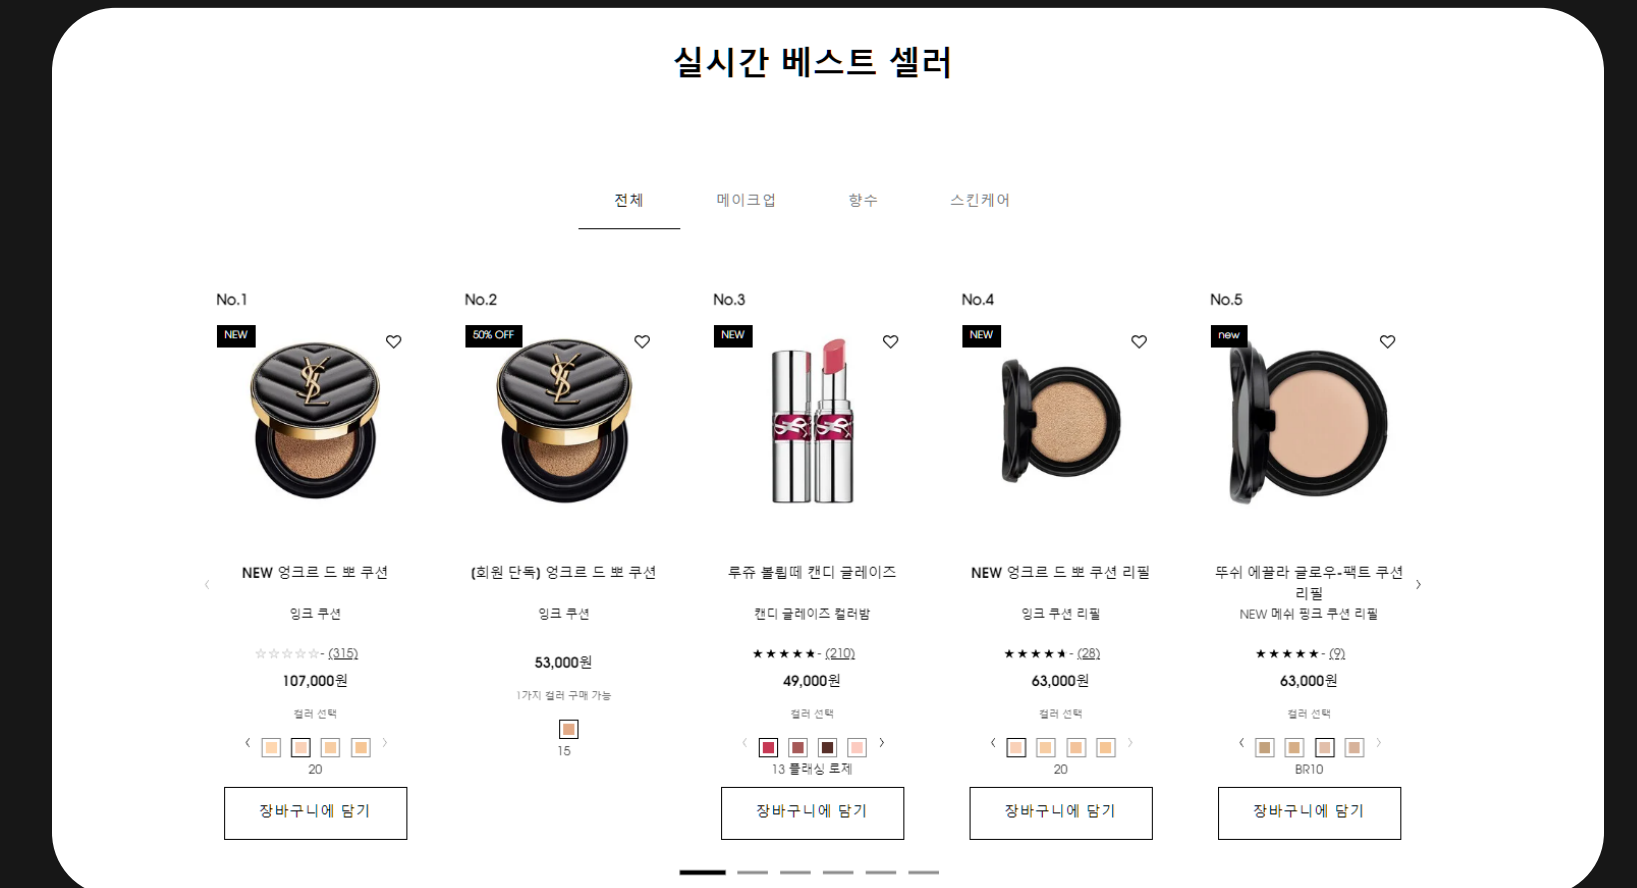 실시간 베스트 셀러
전체 메이크업 향수 스킨케어
No.1
NEW
NEW 엉크르 드 뽀 쿠션
잉크 쿠션
☆☆☆☆☆- (315)
107,000원
컬러 선택
20
장바구니에 담기
No.2
50% OFF
(회원 단독) 엉크르 드 뽀 쿠션
잉크 쿠션
53,000원
1가지 컬러 구매 가능
15
No.3
NEW
루쥬 볼륍떼 캔디 글레이즈
캔디 글레이즈 컬러밤
★★★★★- (210)
49,000원
컬러 선택
13 플래싱 로제
장바구니에 담기
No.4
NEW
NEW 엉크르 드 뽀 쿠션 리필
잉크 쿠션 리필
★★★★★- (28)
63,000원
컬러 선택
20
장바구니에 담기
No.5
new
뚜쉬 에끌라 글로우-팩트 쿠션
리필
NEW 메쉬 핑크 쿠션 리필
★★★★★- (9)
63,000원
컬러 선택
BR10
장바구니에 담기